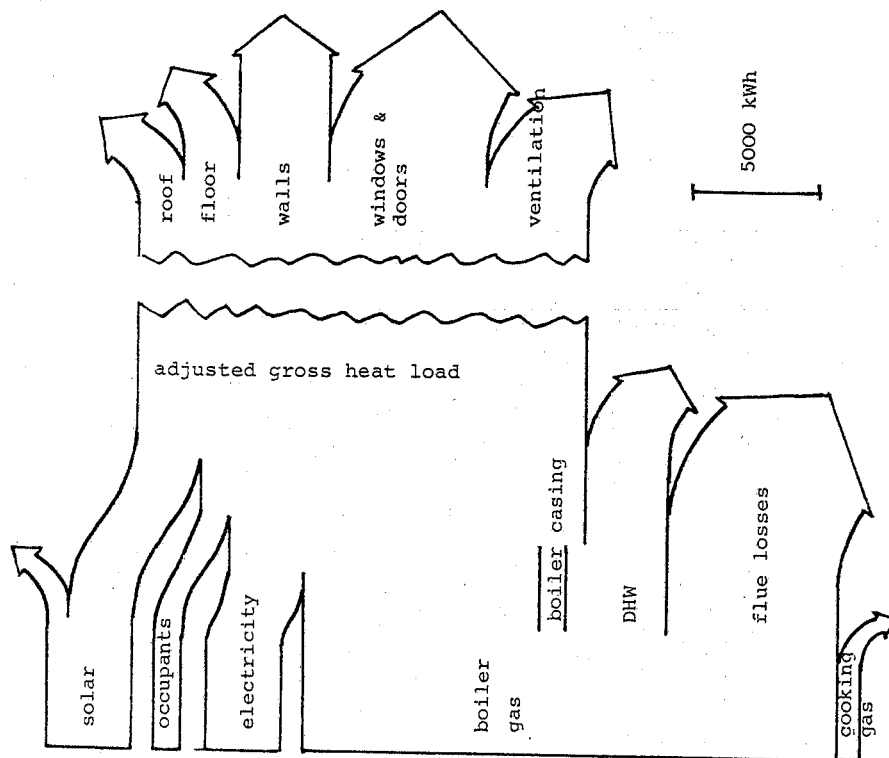 roof
floor
walls
windows &
doors
ventilation
5000 kWh
adjusted gross heat load
solar
occupants
electricity
boiler
gas
boiler casing
DHW
flue losses
cooking
gas